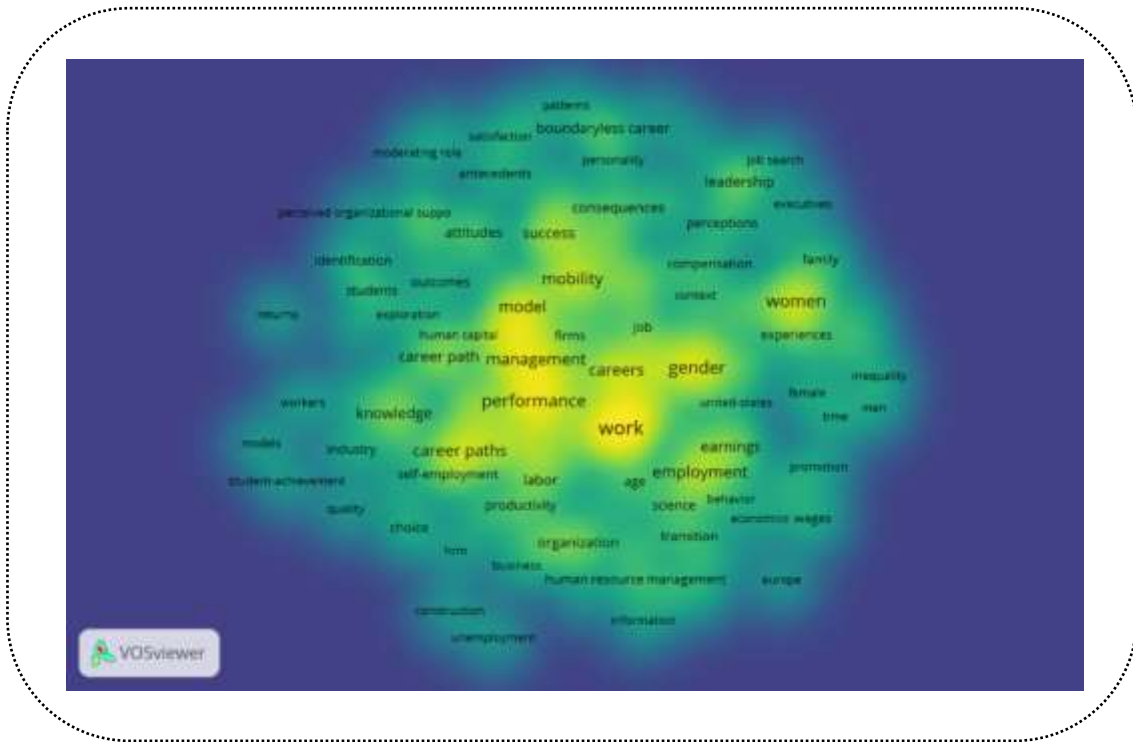 patterns
boundaryless career
satisfaction
moderating role
personality
job search
antecedents
leadership
consequences
executives
perceived organizational suppo
perceptions
attitudes
success
identification
compensation
family
mobility
outcomes
students
context
women
model
returns
exploration
job
human capital
firms
experiences
career path
management
careers
gender
inequality
female
workers
performance
united states
men
knowledge
time
work
models
industry
career paths
earnings
self-employment
employment
promotion
student achievement
labor
age
behavior
quality
productivity
science
economics
wages
choice
transition
organization
hrm
business
human resource management
europe
construction
information
unemployment
VOSviewer